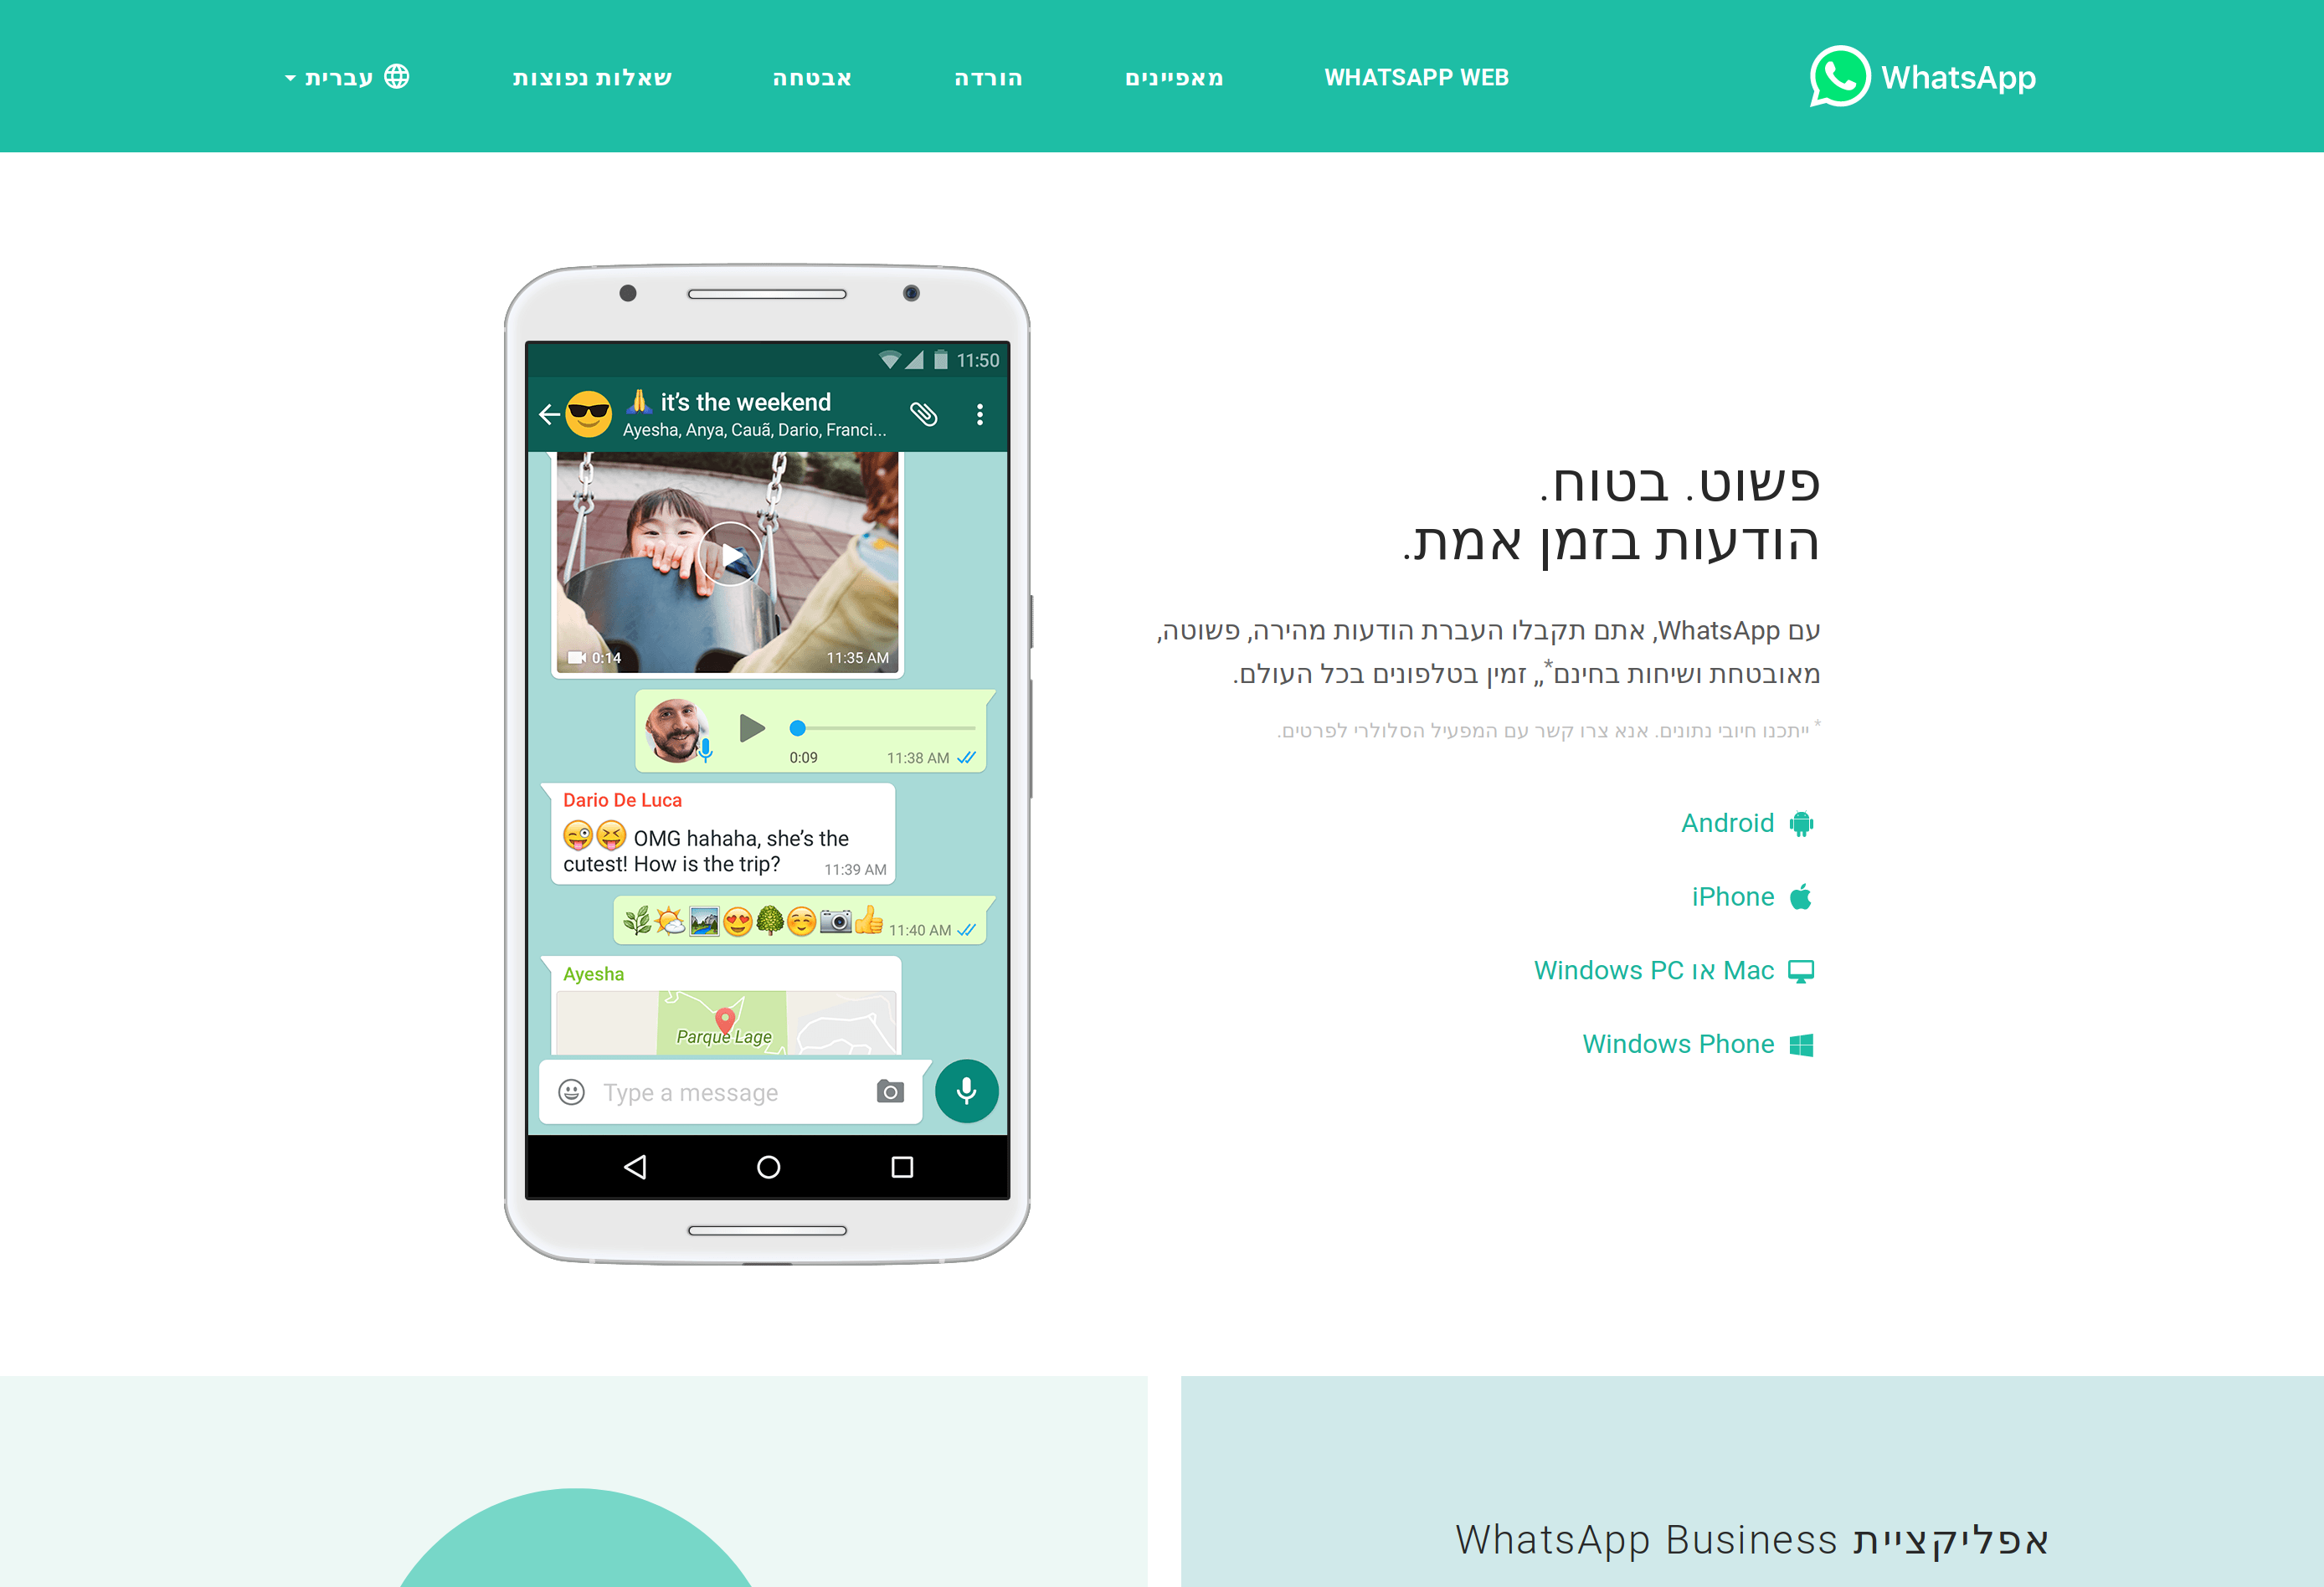 WhatsApp
WHATSAPP WEB
מאפיינים
הורדה
אבטחה
שאלות נפוצות
עברית
פשוט. בטוח.
הודעות בזמן אמת.
עם WhatsApp, אתם תקבלו העברת הודעות מהירה, פשוטה,
מאובטחת ושיחות בחינם*,, זמין בטלפונים בכל העולם.
* ייתכנו חיובי נתונים. אנא צרו קשר עם המפעיל הסלולרי לפרטים.
Android
iPhone
Mac או Windows PC
Windows Phone
11:50
🙏 it's the weekend
Ayesha, Anya, Cauã, Dario, Franci...
0:14 11:35 AM
0:09 11:38 AM
Dario De Luca
😜😝 OMG hahaha, she's the
cutest! How is the trip? 11:39 AM
🌿🌤🏞😍🌳☺️📷👍 11:40 AM
Ayesha
Parque Lage
Type a message
אפליקציית WhatsApp Business